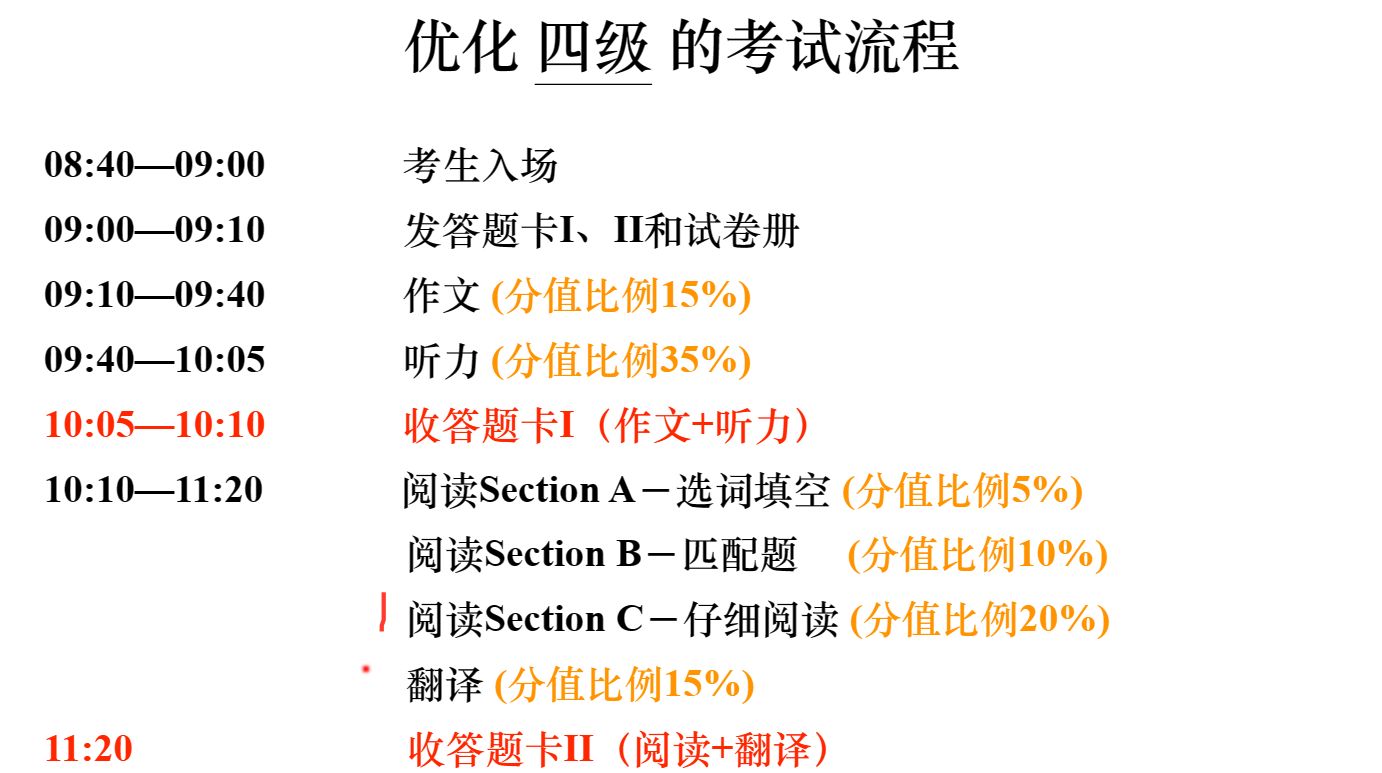 优化 四级 的考试流程
08:40—09:00 考生入场
09:00—09:10 发答题卡I、II和试卷册
09:10—09:40 作文 (分值比例15%)
09:40—10:05 听力 (分值比例35%)
10:05—10:10 收答题卡I（作文+听力）
10:10—11:20 阅读Section A－选词填空 (分值比例5%)
阅读Section B－匹配题 (分值比例10%)
阅读Section C－仔细阅读 (分值比例20%)
翻译 (分值比例15%)
11:20 收答题卡II（阅读+翻译）